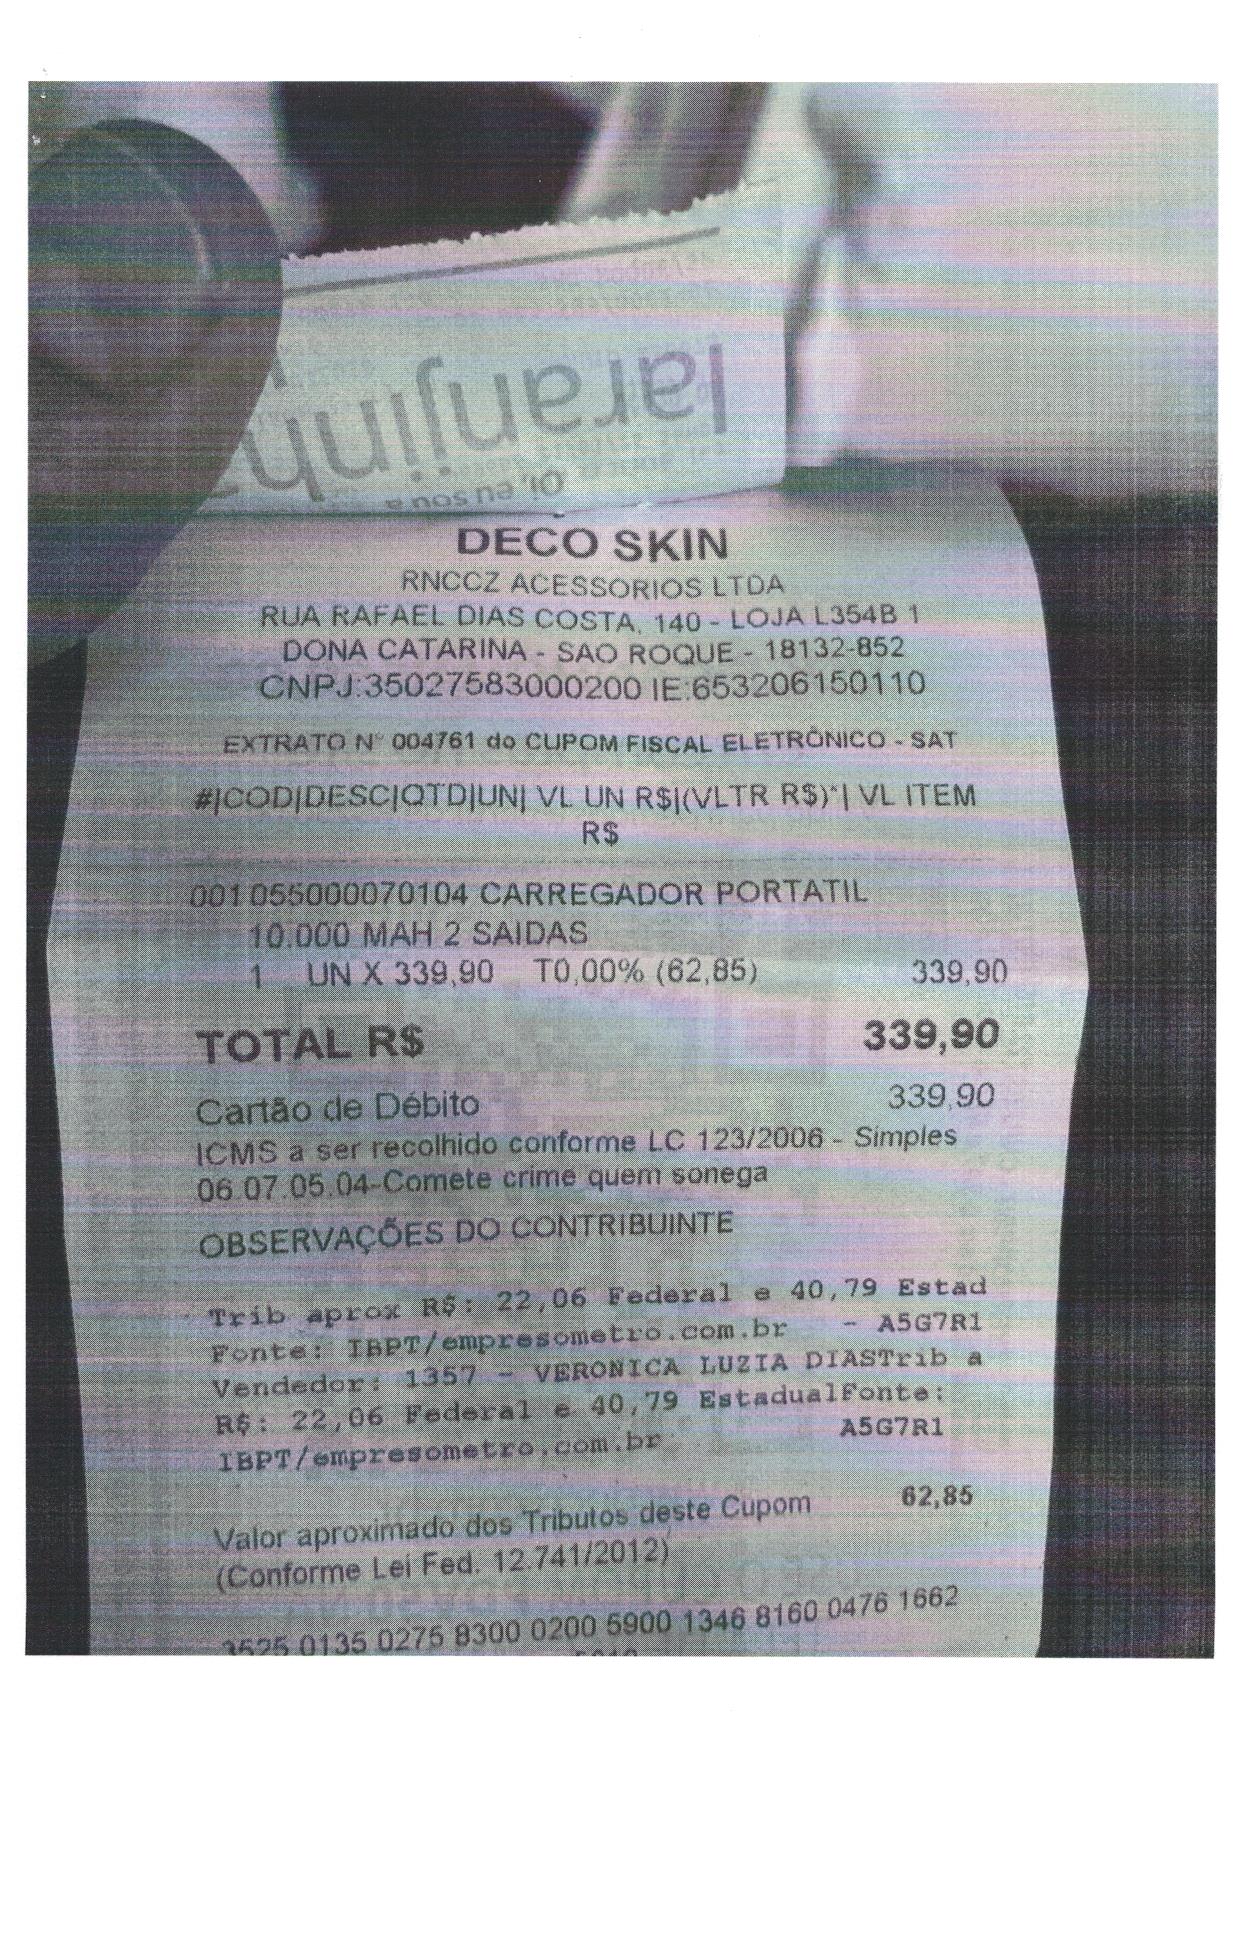 Oi, eu sou a
laranjinh
DECO SKIN
RNCCZ ACESSORIOS LTDA
RUA RAFAEL DIAS COSTA, 140 - LOJA L354B 1
DONA CATARINA - SAO ROQUE - 18132-852
CNPJ:35027583000200 IE:653206150110
EXTRATO Nº 004761 do CUPOM FISCAL ELETRÔNICO - SAT
#|COD|DESC|QTD|UN| VL UN R$|(VLTR R$)*| VL ITEM
R$
001 055000070104 CARREGADOR PORTATIL
10.000 MAH 2 SAIDAS
1 UN X 339,90 T0,00% (62,85) 339,90
TOTAL R$ 339,90
Cartão de Débito 339,90
ICMS a ser recolhido conforme LC 123/2006 - Simples
06.07.05.04-Comete crime quem sonega
OBSERVAÇÕES DO CONTRIBUINTE
Trib aprox R$: 22,06 Federal e 40,79 Estad
Fonte: IBPT/empresometro.com.br - A5G7R1
Vendedor: 1357 - VERONICA LUZIA DIASTrib a
R$: 22,06 Federal e 40,79 EstadualFonte:
IBPT/empresometro.com.br A5G7R1
Valor aproximado dos Tributos deste Cupom 62,85
(Conforme Lei Fed. 12.741/2012)
3525 0135 0275 8300 0200 5900 1346 8160 0476 1662